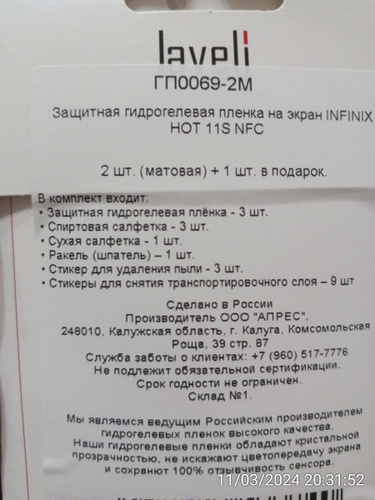 laveli
ГП0069-2М
Защитная гидрогелевая пленка на экран INFINIX
HOT 11S NFC
2 шт. (матовая) + 1 шт. в подарок.
В комплект входит:
• Защитная гидрогелевая плёнка - 3 шт.
• Спиртовая салфетка - 3 шт.
• Сухая салфетка - 1 шт.
• Ракель (шпатель) – 1 шт.
• Стикер для удаления пыли - 3 шт.
• Стикеры для снятия транспортировочного слоя – 9 шт
Сделано в России
Производитель ООО "АПРЕС",
248010, Калужская область, г. Калуга, Комсомольская
Роща, 39 стр. 87
Служба заботы о клиентах: +7 (960) 517-7776
Не подлежит обязательной сертификации.
Срок годности не ограничен.
Склад №1.
Мы являемся ведущим Российским производителем
гидрогелевых пленок высокого качества.
Наши гидрогелевые пленки обладают кристальной
прозрачностью, не искажают цветопередачу экрана
и сохраняют 100% отзывчивость сенсора.
11/03/2024 20:31:52